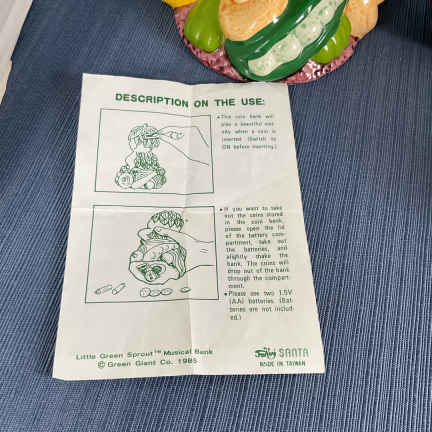 DESCRIPTION ON THE USE:
• This coin bank will
play a beautiful mel-
ody when a coin is
inserted. (Switch to
ON before inserting.)
• If you want to take
out the coins stored
in the coin bank,
please open the lid
of the battery com-
partment, take out
the batteries, and
slightly shake the
bank. The coins will
drop out of the bank
through the compart-
ment.
• Please use two 1.5V
(AA) batteries. (Bat-
teries are not includ-
ed.)
Little Green Sprout™ Musical Bank
© Green Giant Co. 1985
SANTA
MADE IN TAIWAN